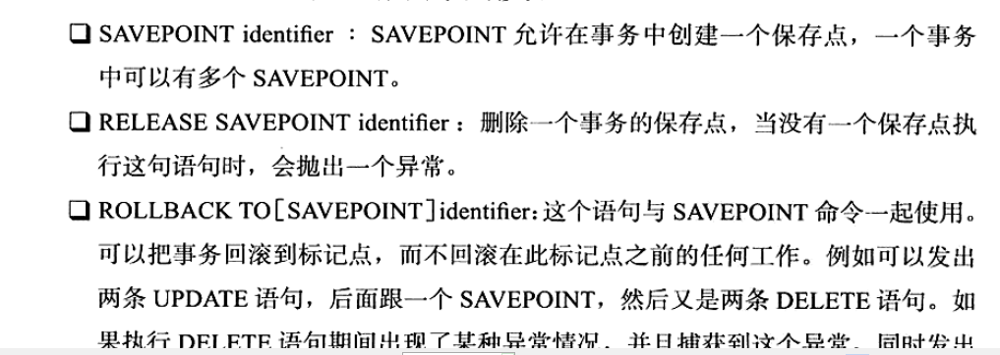 ❑ SAVEPOINT identifier : SAVEPOINT 允许在事务中创建一个保存点，一个事务
中可以有多个 SAVEPOINT。
❑ RELEASE SAVEPOINT identifier：删除一个事务的保存点，当没有一个保存点执
行这句语句时，会抛出一个异常。
❑ ROLLBACK TO[SAVEPOINT]identifier:这个语句与 SAVEPOINT 命令一起使用。
可以把事务回滚到标记点，而不回滚在此标记点之前的任何工作。例如可以发出
两条 UPDATE 语句，后面跟一个 SAVEPOINT，然后又是两条 DELETE 语句。如
果执行 DELETE 语句期间出现了某种异常情况，并且捕获到这个异常，同时发出